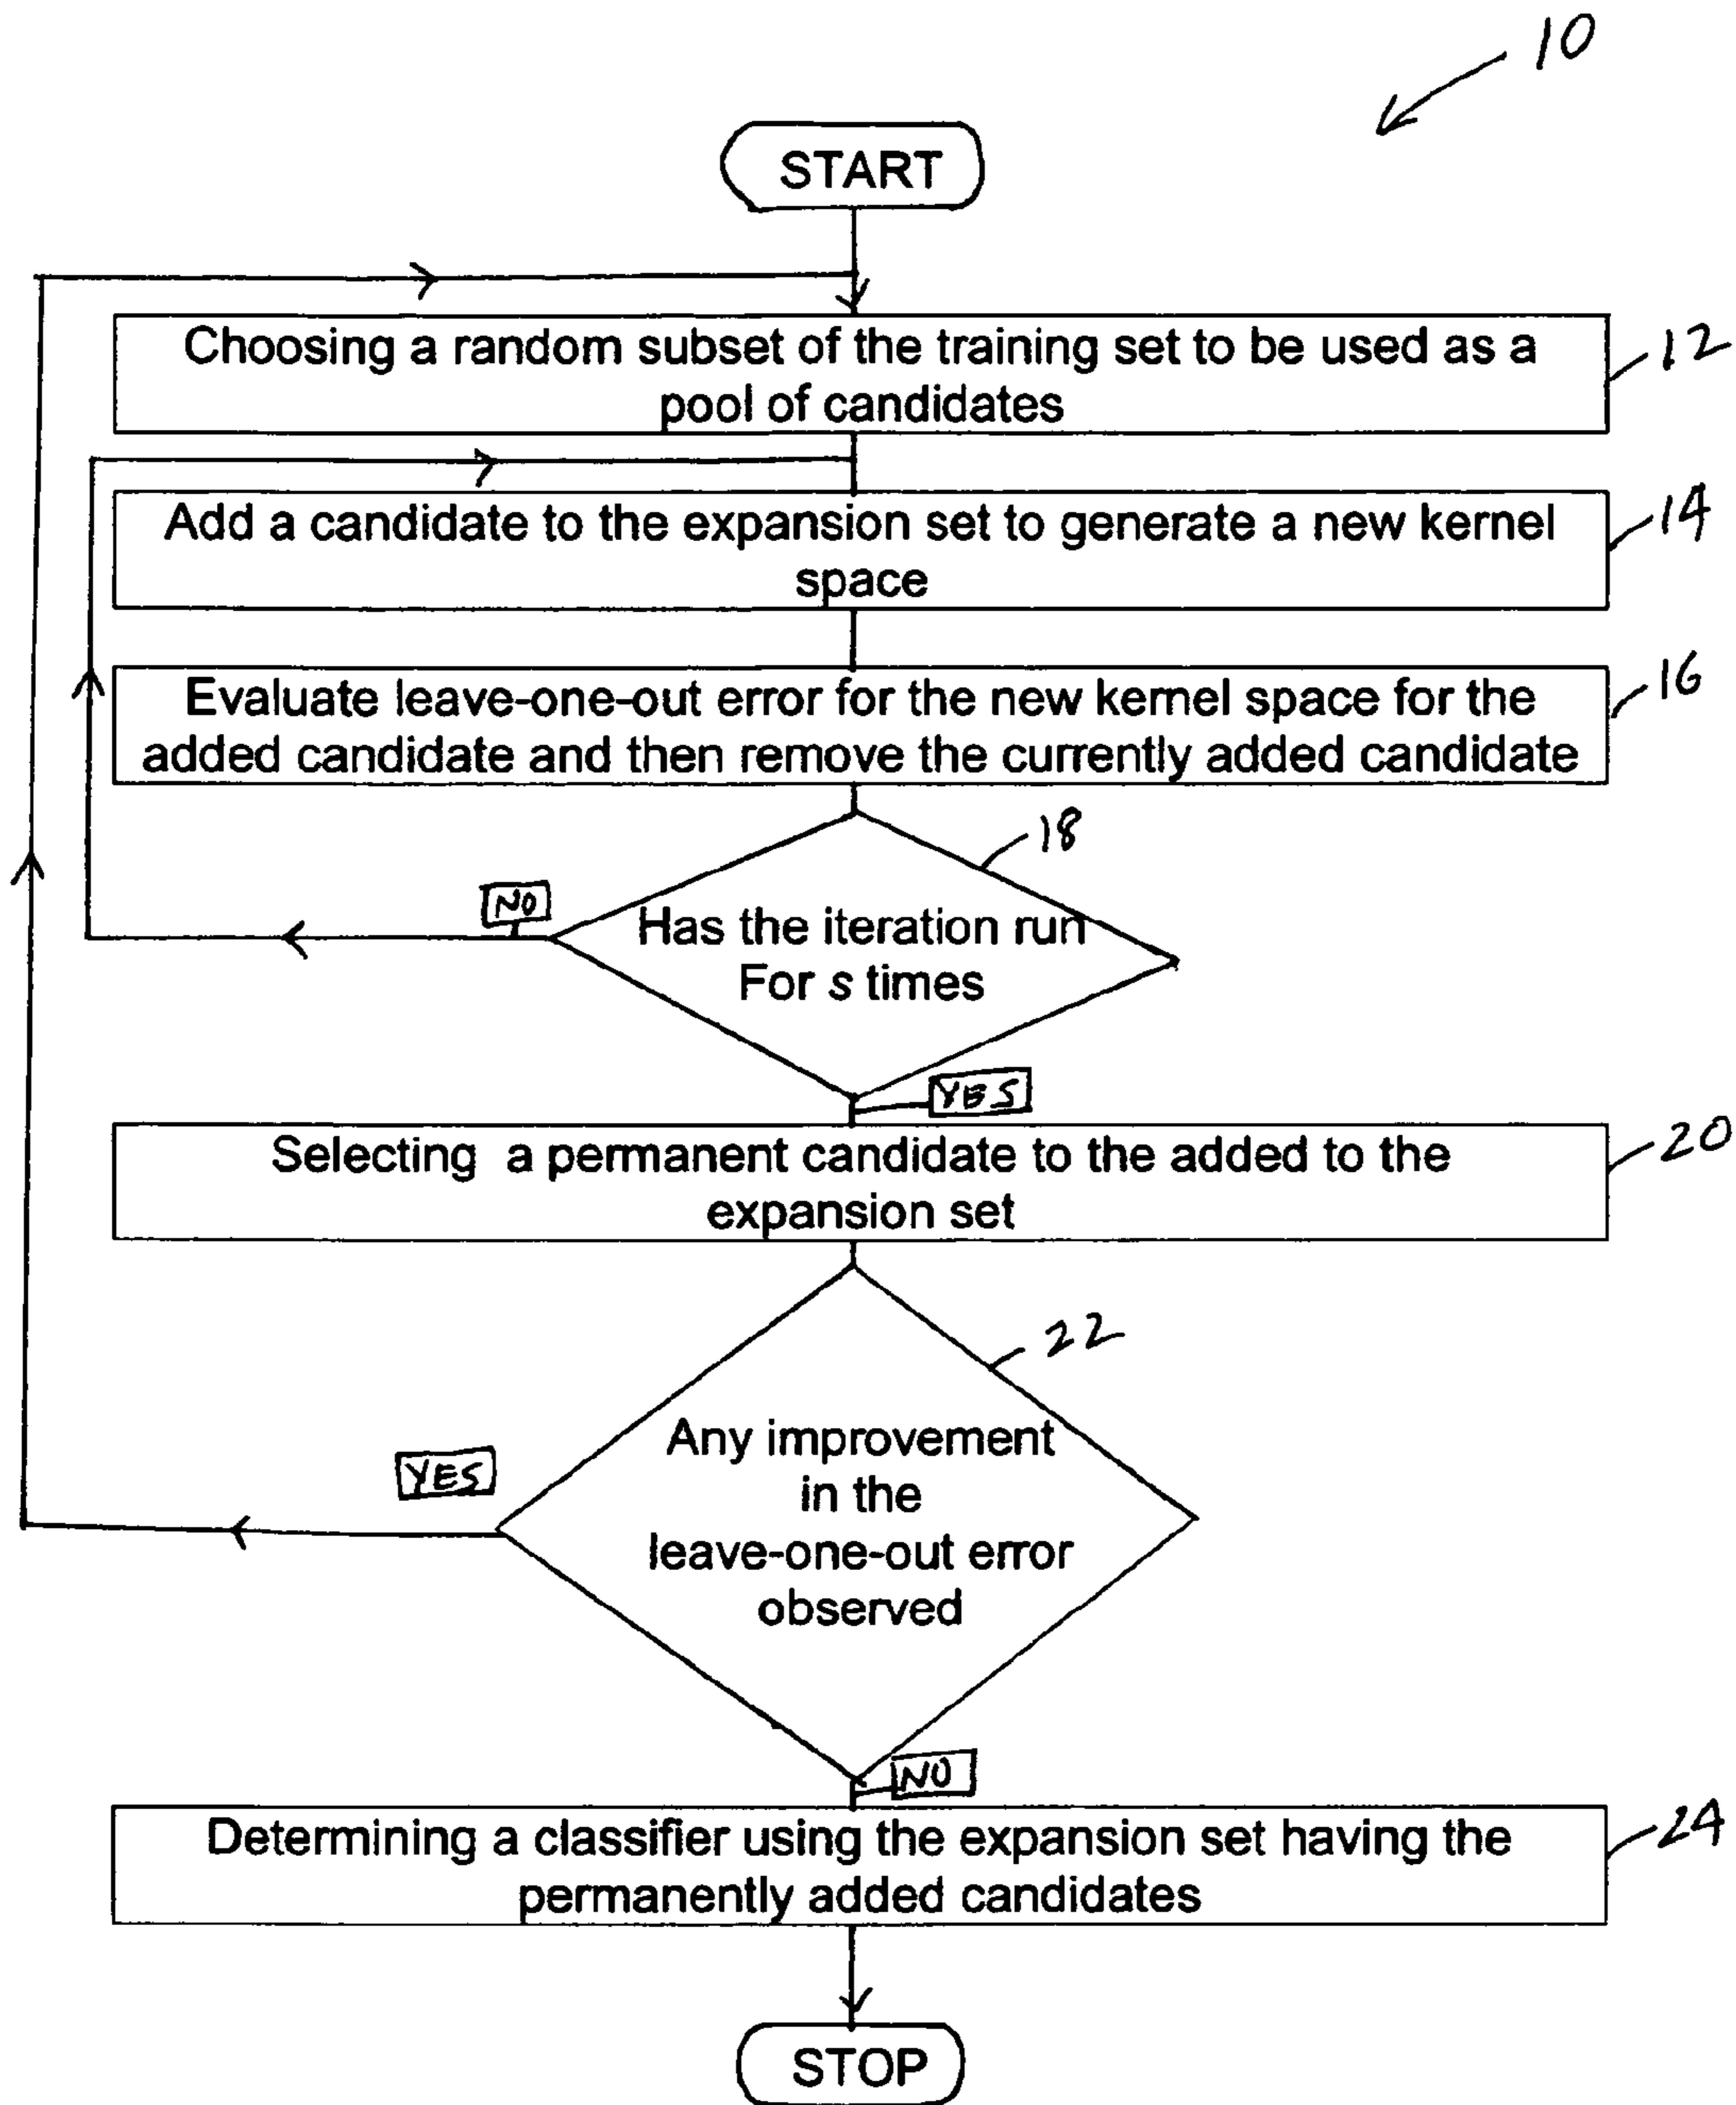 10
START
Choosing a random subset of the training set to be used as a
pool of candidates
12
Add a candidate to the expansion set to generate a new kernel
space
14
Evaluate leave-one-out error for the new kernel space for the
added candidate and then remove the currently added candidate
16
18
NO
Has the iteration run
For s times
YES
Selecting a permanent candidate to the added to the
expansion set
20
22
Any improvement
in the
leave-one-out error
observed
YES
NO
Determining a classifier using the expansion set having the
permanently added candidates
24
STOP